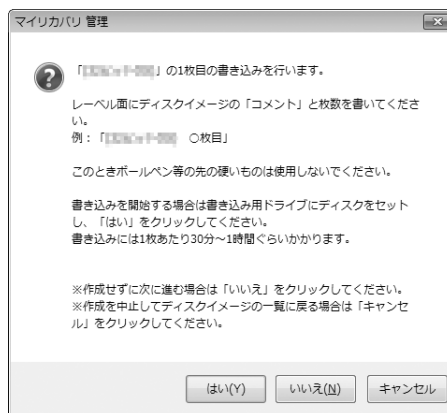 マイリカバリ 管理
「 」の1枚目の書き込みを行います。
レーベル面にディスクイメージの「コメント」と枚数を書いてくださ
い。
例：「 ○枚目」
このときボールペン等の先の硬いものは使用しないでください。
書き込みを開始する場合は書き込み用ドライブにディスクをセット
し、「はい」をクリックしてください。
書き込みには1枚あたり30分～1時間ぐらいかかります。
※作成せずに次に進む場合は「いいえ」をクリックしてください。
※作成を中止してディスクイメージの一覧に戻る場合は「キャンセ
ル」をクリックしてください。
はい(Y) いいえ(N) キャンセル